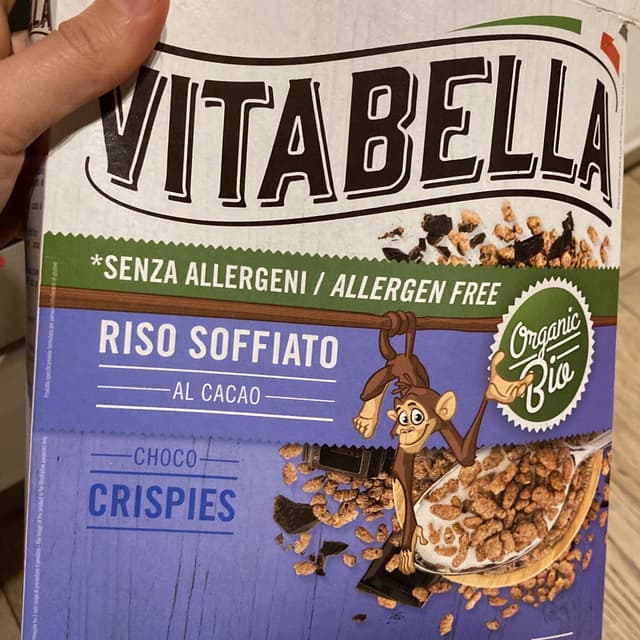 VITABELLA
*SENZA ALLERGENI / ALLERGEN FREE
RISO SOFFIATO
AL CACAO
Organic
Bio
CHOCO
CRISPIES